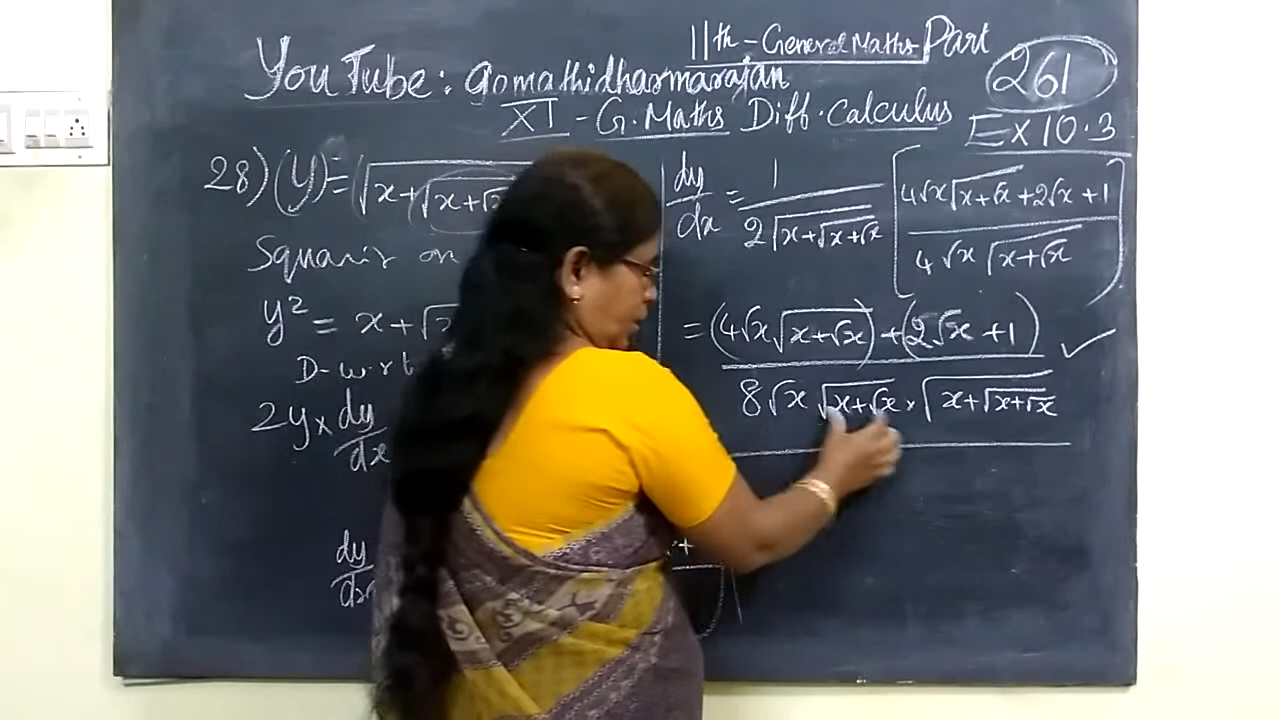 11th - General Maths Part
YouTube: gomathidharmarajan
261
XI - G. Maths Diff. Calculus
EX 10.3
28) (y) = (√(x+√(x+√x
Squaring on
y² = x+√
D. w. r. t
2y × dy/dx
dy/dx
dy/dx = 1/(2√(x+√(x+√x))) [(4√x√(x+√x) + 2√x + 1)/(4√x√(x+√x))]
= ((4√x√(x+√x)) + (2√x + 1))/(8√x√(x+√x) × √(x+√(x+√x))) ✓